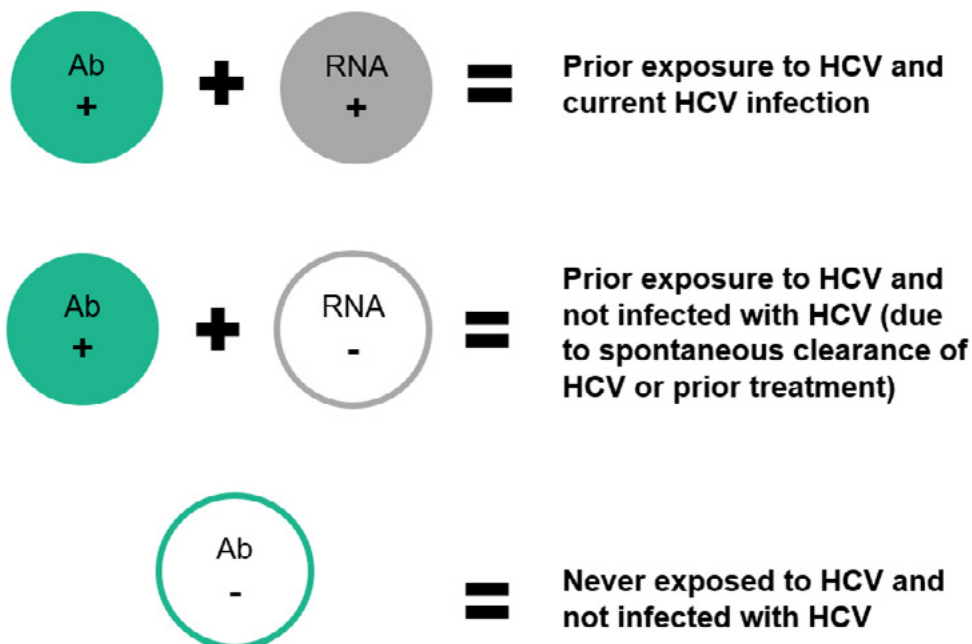 Ab
+
+
RNA
+
=
Prior exposure to HCV and
current HCV infection
Ab
+
+
RNA
-
=
Prior exposure to HCV and
not infected with HCV (due
to spontaneous clearance of
HCV or prior treatment)
Ab
-
=
Never exposed to HCV and
not infected with HCV